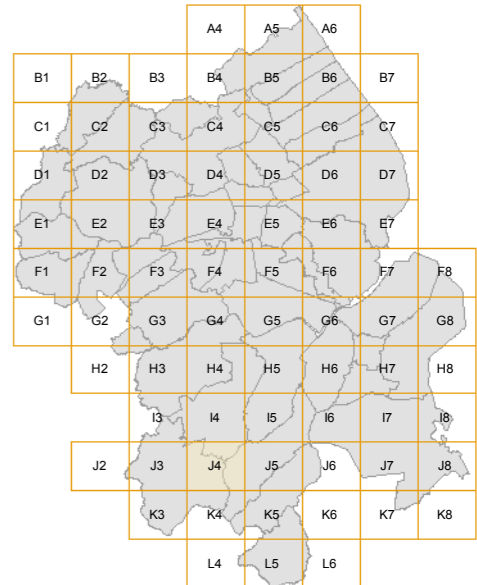 A4 A5 A6
B1 B2 B3 B4 B5 B6 B7
C1 C2 C3 C4 C5 C6 C7
D1 D2 D3 D4 D5 D6 D7
E1 E2 E3 E4 E5 E6 E7
F1 F2 F3 F4 F5 F6 F7 F8
G1 G2 G3 G4 G5 G6 G7 G8
H2 H3 H4 H5 H6 H7 H8
I3 I4 I5 I6 I7 I8
J2 J3 J4 J5 J6 J7 J8
K3 K4 K5 K6 K7 K8
L4 L5 L6